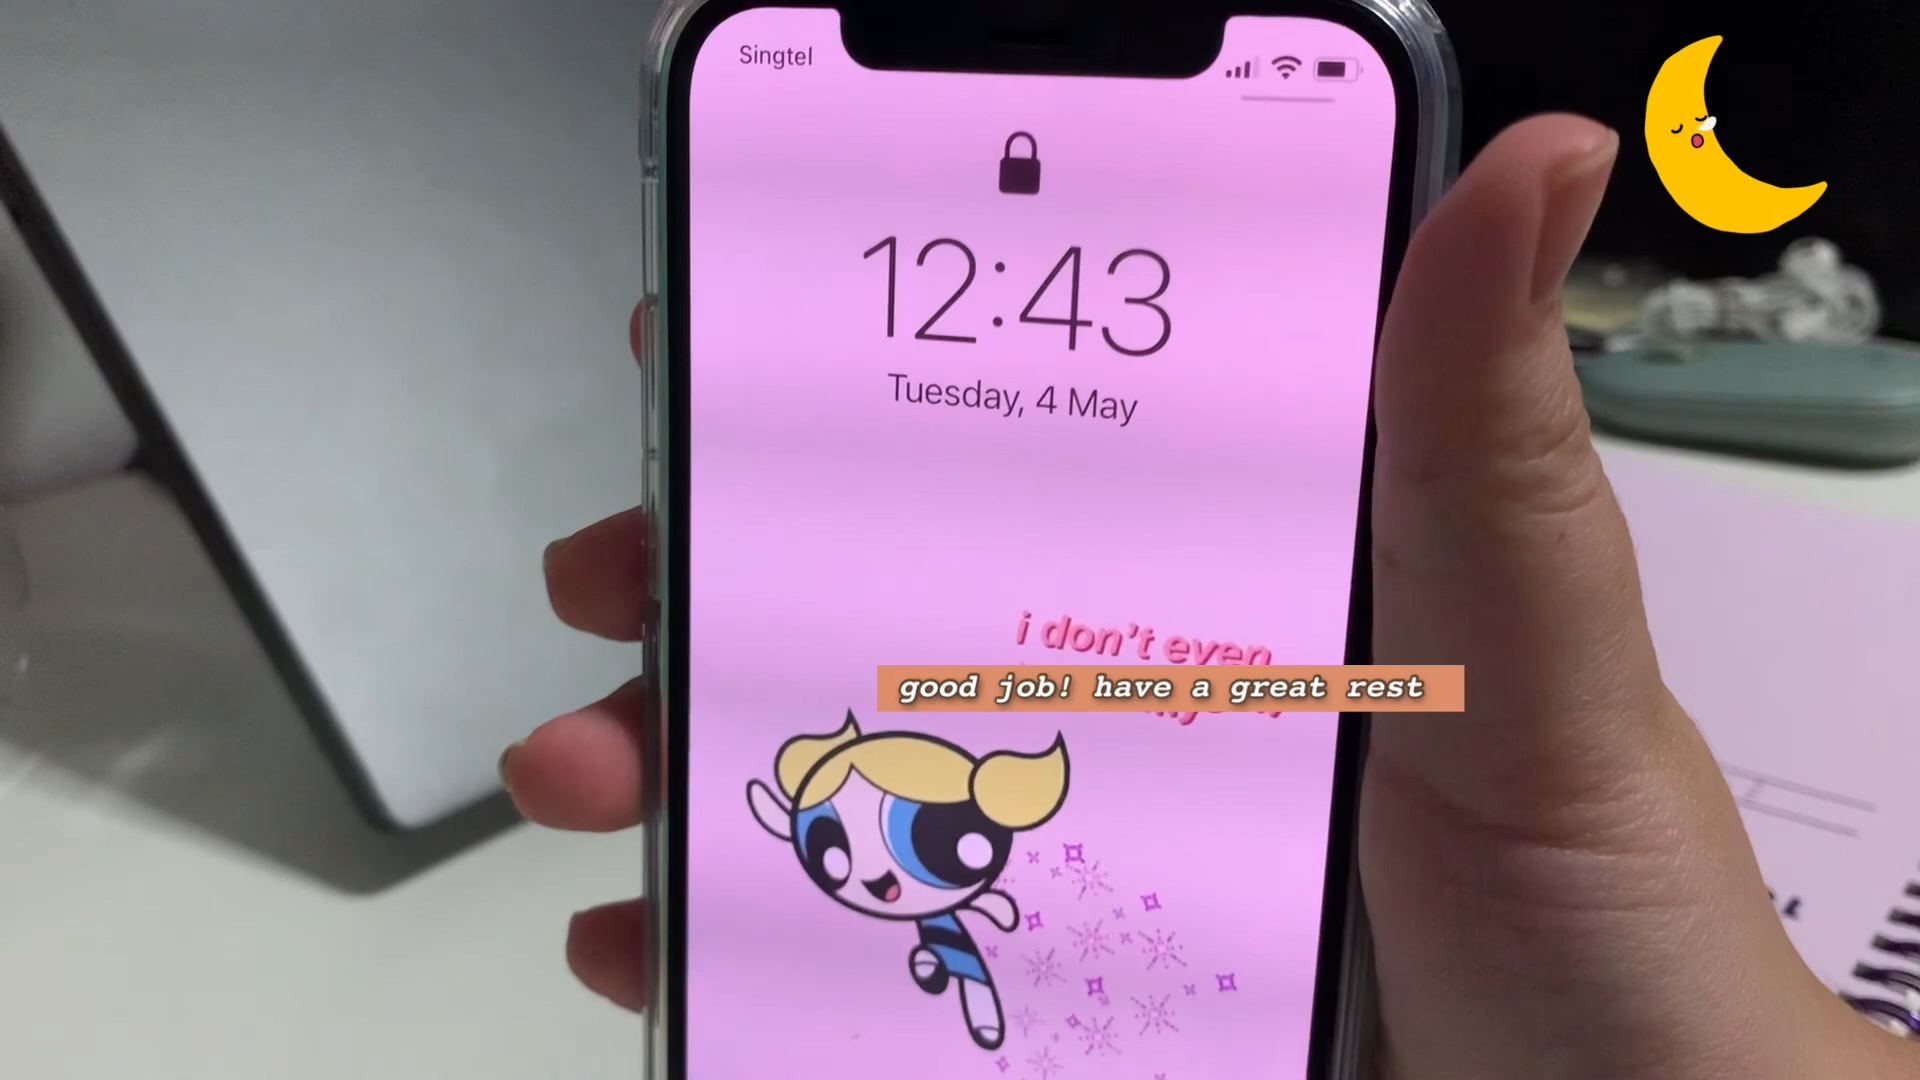 Singtel
12:43
Tuesday, 4 May
i don't even
good job! have a great rest